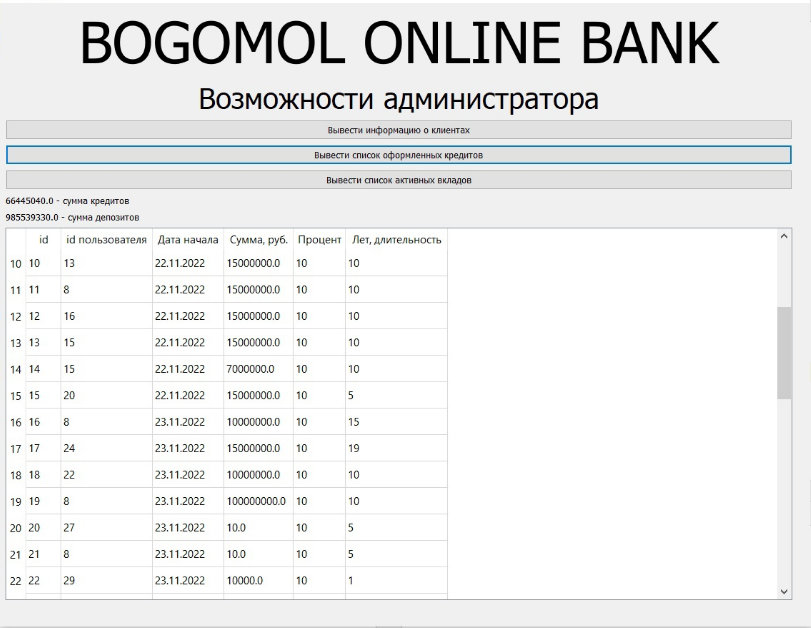 BOGOMOL ONLINE BANK
Возможности администратора
Вывести информацию о клиентах
Вывести список оформленных кредитов
Вывести список активных вкладов
66445040.0 - сумма кредитов
985539330.0 - сумма депозитов
id id пользователя Дата начала Сумма, руб. Процент Лет, длительность
10 10 13 22.11.2022 15000000.0 10 10
11 11 8 22.11.2022 15000000.0 10 10
12 12 16 22.11.2022 15000000.0 10 10
13 13 15 22.11.2022 15000000.0 10 10
14 14 15 22.11.2022 7000000.0 10 10
15 15 20 22.11.2022 15000000.0 10 5
16 16 8 23.11.2022 10000000.0 10 15
17 17 24 23.11.2022 15000000.0 10 19
18 18 22 23.11.2022 10000000.0 10 10
19 19 8 23.11.2022 100000000.0 10 10
20 20 27 23.11.2022 10.0 10 5
21 21 8 23.11.2022 10.0 10 5
22 22 29 23.11.2022 10000.0 10 1